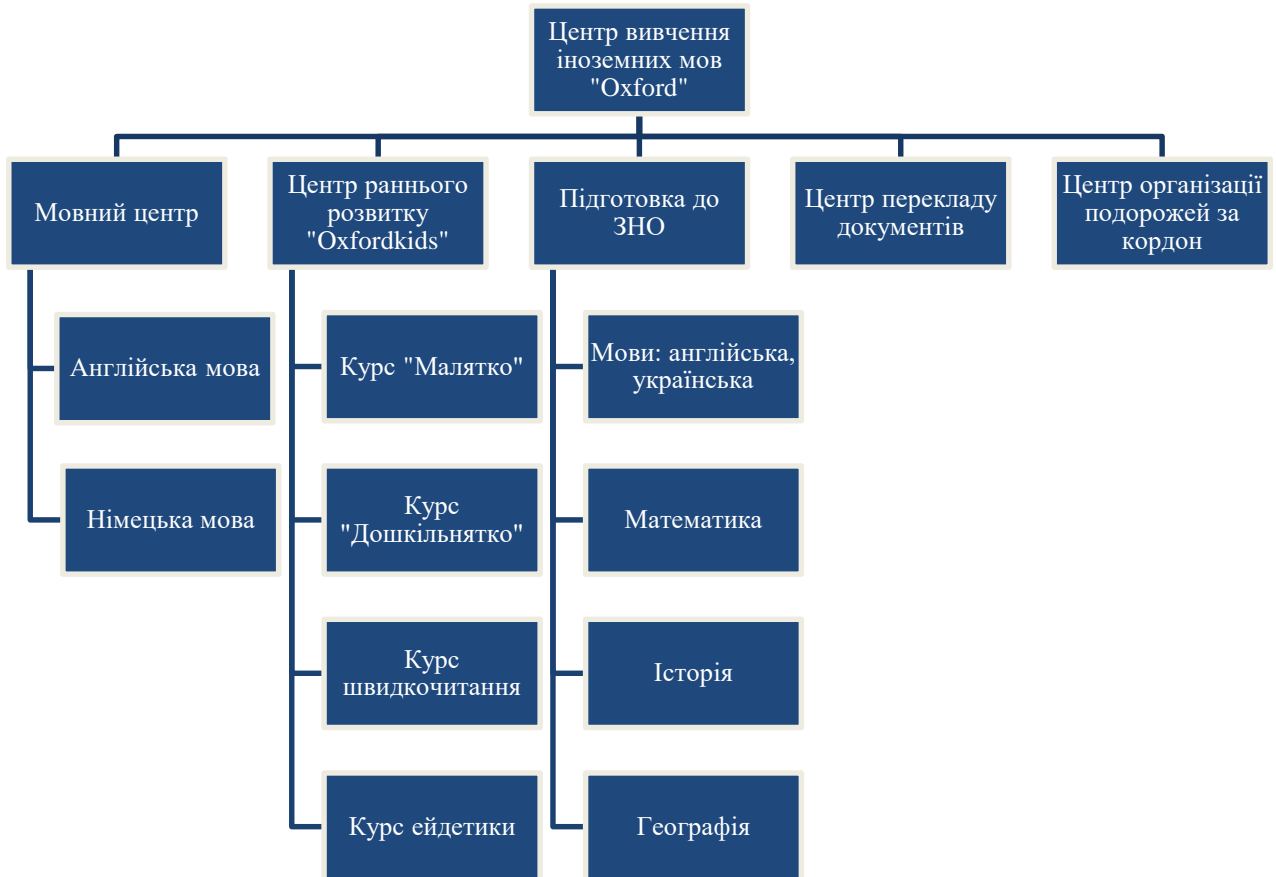 Центр вивчення
іноземних мов
"Oxford"
Мовний центр
Центр раннього
розвитку
"Oxfordkids"
Підготовка до
ЗНО
Центр перекладу
документів
Центр організації
подорожей за
кордон
Англійська мова
Курс "Малятко"
Мови: англійська,
українська
Німецька мова
Курс
"Дошкільнятко"
Математика
Курс
швидкочитання
Історія
Курс ейдетики
Географія